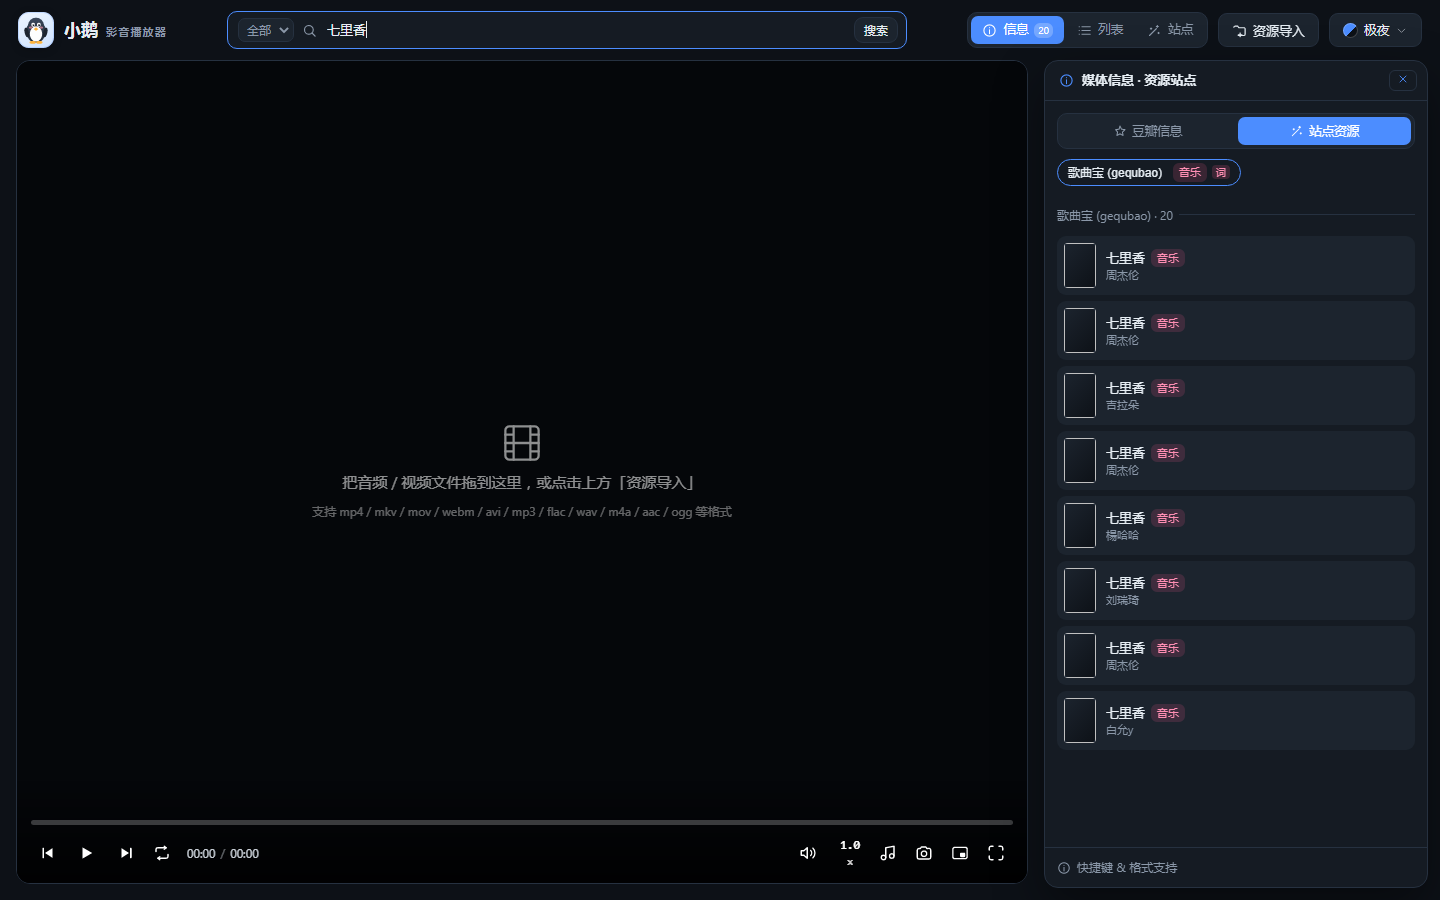 小鹅 影音播放器
全部 七里香 搜索
信息 20 列表 站点 资源导入 极夜
媒体信息 · 资源站点
豆瓣信息 站点资源
歌曲宝 (gequbao) 音乐 词
歌曲宝 (gequbao) · 20
七里香 音乐
周杰伦
七里香 音乐
周杰伦
七里香 音乐
吉拉朵
七里香 音乐
周杰伦
七里香 音乐
楊哈哈
七里香 音乐
刘瑞琦
七里香 音乐
周杰伦
七里香 音乐
白允y
把音频 / 视频文件拖到这里，或点击上方「资源导入」
支持 mp4 / mkv / mov / webm / avi / mp3 / flac / wav / m4a / aac / ogg 等格式
00:00 / 00:00
1.0
x
快捷键 & 格式支持